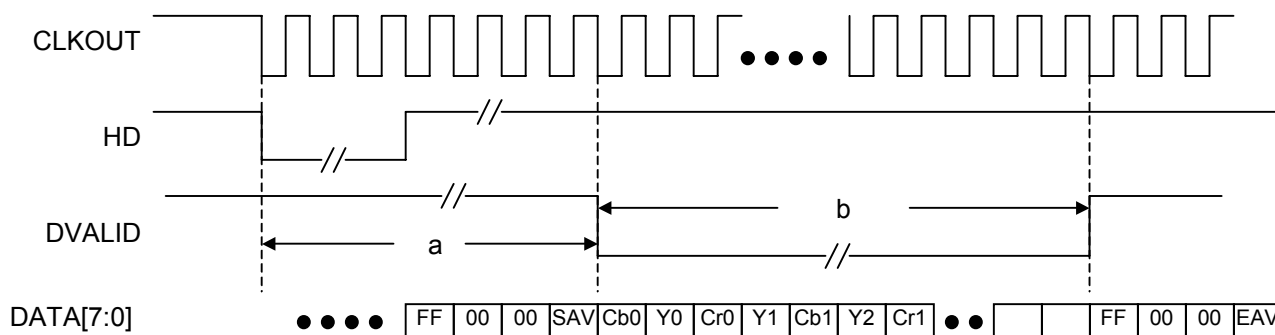 CLKOUT
HD
DVALID
a
b
DATA[7:0]
FF 00 00 SAV Cb0 Y0 Cr0 Y1 Cb1 Y2 Cr1 FF 00 00 EAV